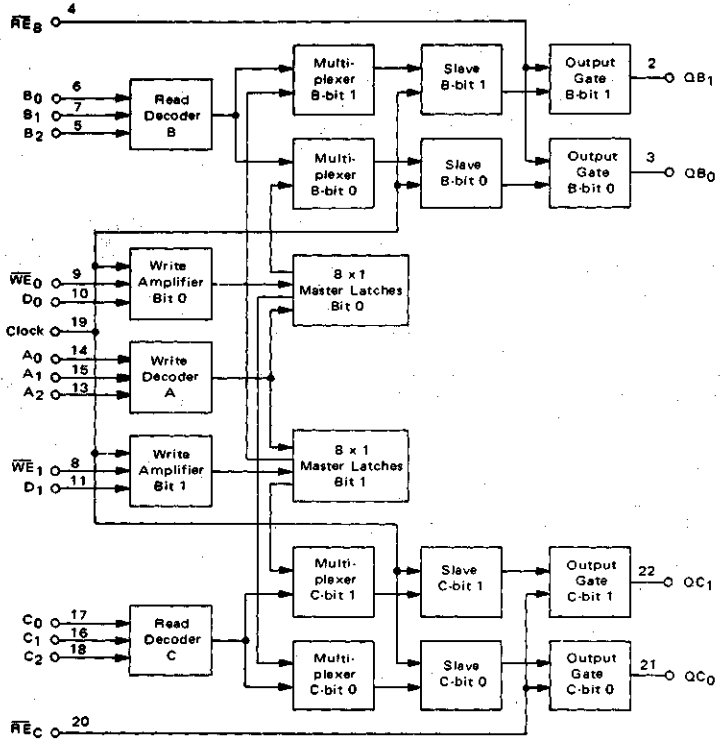 4
R̅E̅B
Multi-
plexer
B-bit 1
Slave
B-bit 1
Output
Gate
B-bit 1
2
QB1
B0 6
B1 7
B2 5
Read
Decoder
B
Multi-
plexer
B-bit 0
Slave
B-bit 0
Output
Gate
B-bit 0
3
QB0
W̅E̅0 9
D0 10
Write
Amplifier
Bit 0
8 x 1
Master Latches
Bit 0
Clock 19
A0 14
A1 15
A2 13
Write
Decoder
A
W̅E̅1 8
D1 11
Write
Amplifier
Bit 1
8 x 1
Master Latches
Bit 1
Multi-
plexer
C-bit 1
Slave
C-bit 1
Output
Gate
C-bit 1
22
QC1
C0 17
C1 16
C2 18
Read
Decoder
C
Multi-
plexer
C-bit 0
Slave
C-bit 0
Output
Gate
C-bit 0
21
QC0
R̅E̅C 20